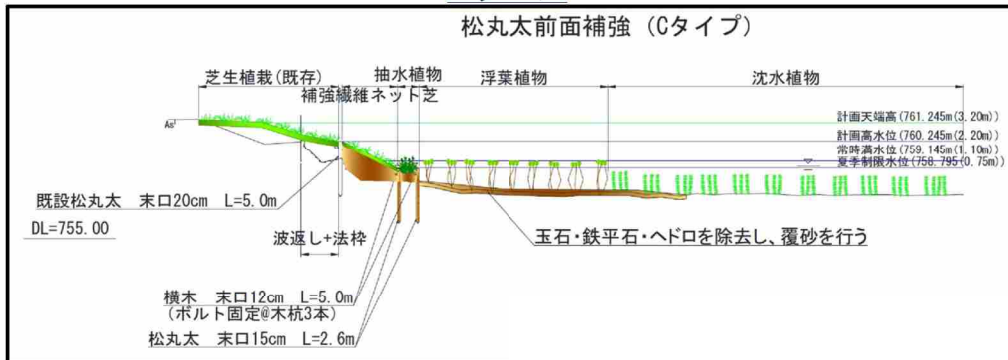 松丸太前面補強 (Cタイプ)
芝生植栽(既存)
補強繊維ネット芝
抽水植物
浮葉植物
沈水植物
As
計画天端高(761.245m(3.20m))
計画高水位(760.245m(2.20m))
常時満水位(759.145m(1.10m))
夏季制限水位(758.795(0.75m))
既設松丸太 末口20cm L=5.0m
DL=755.00
波返し+法枠
玉石・鉄平石・ヘドロを除去し、覆砂を行う
横木 末口12cm L=5.0m
(ボルト固定@木杭3本)
松丸太 末口15cm L=2.6m